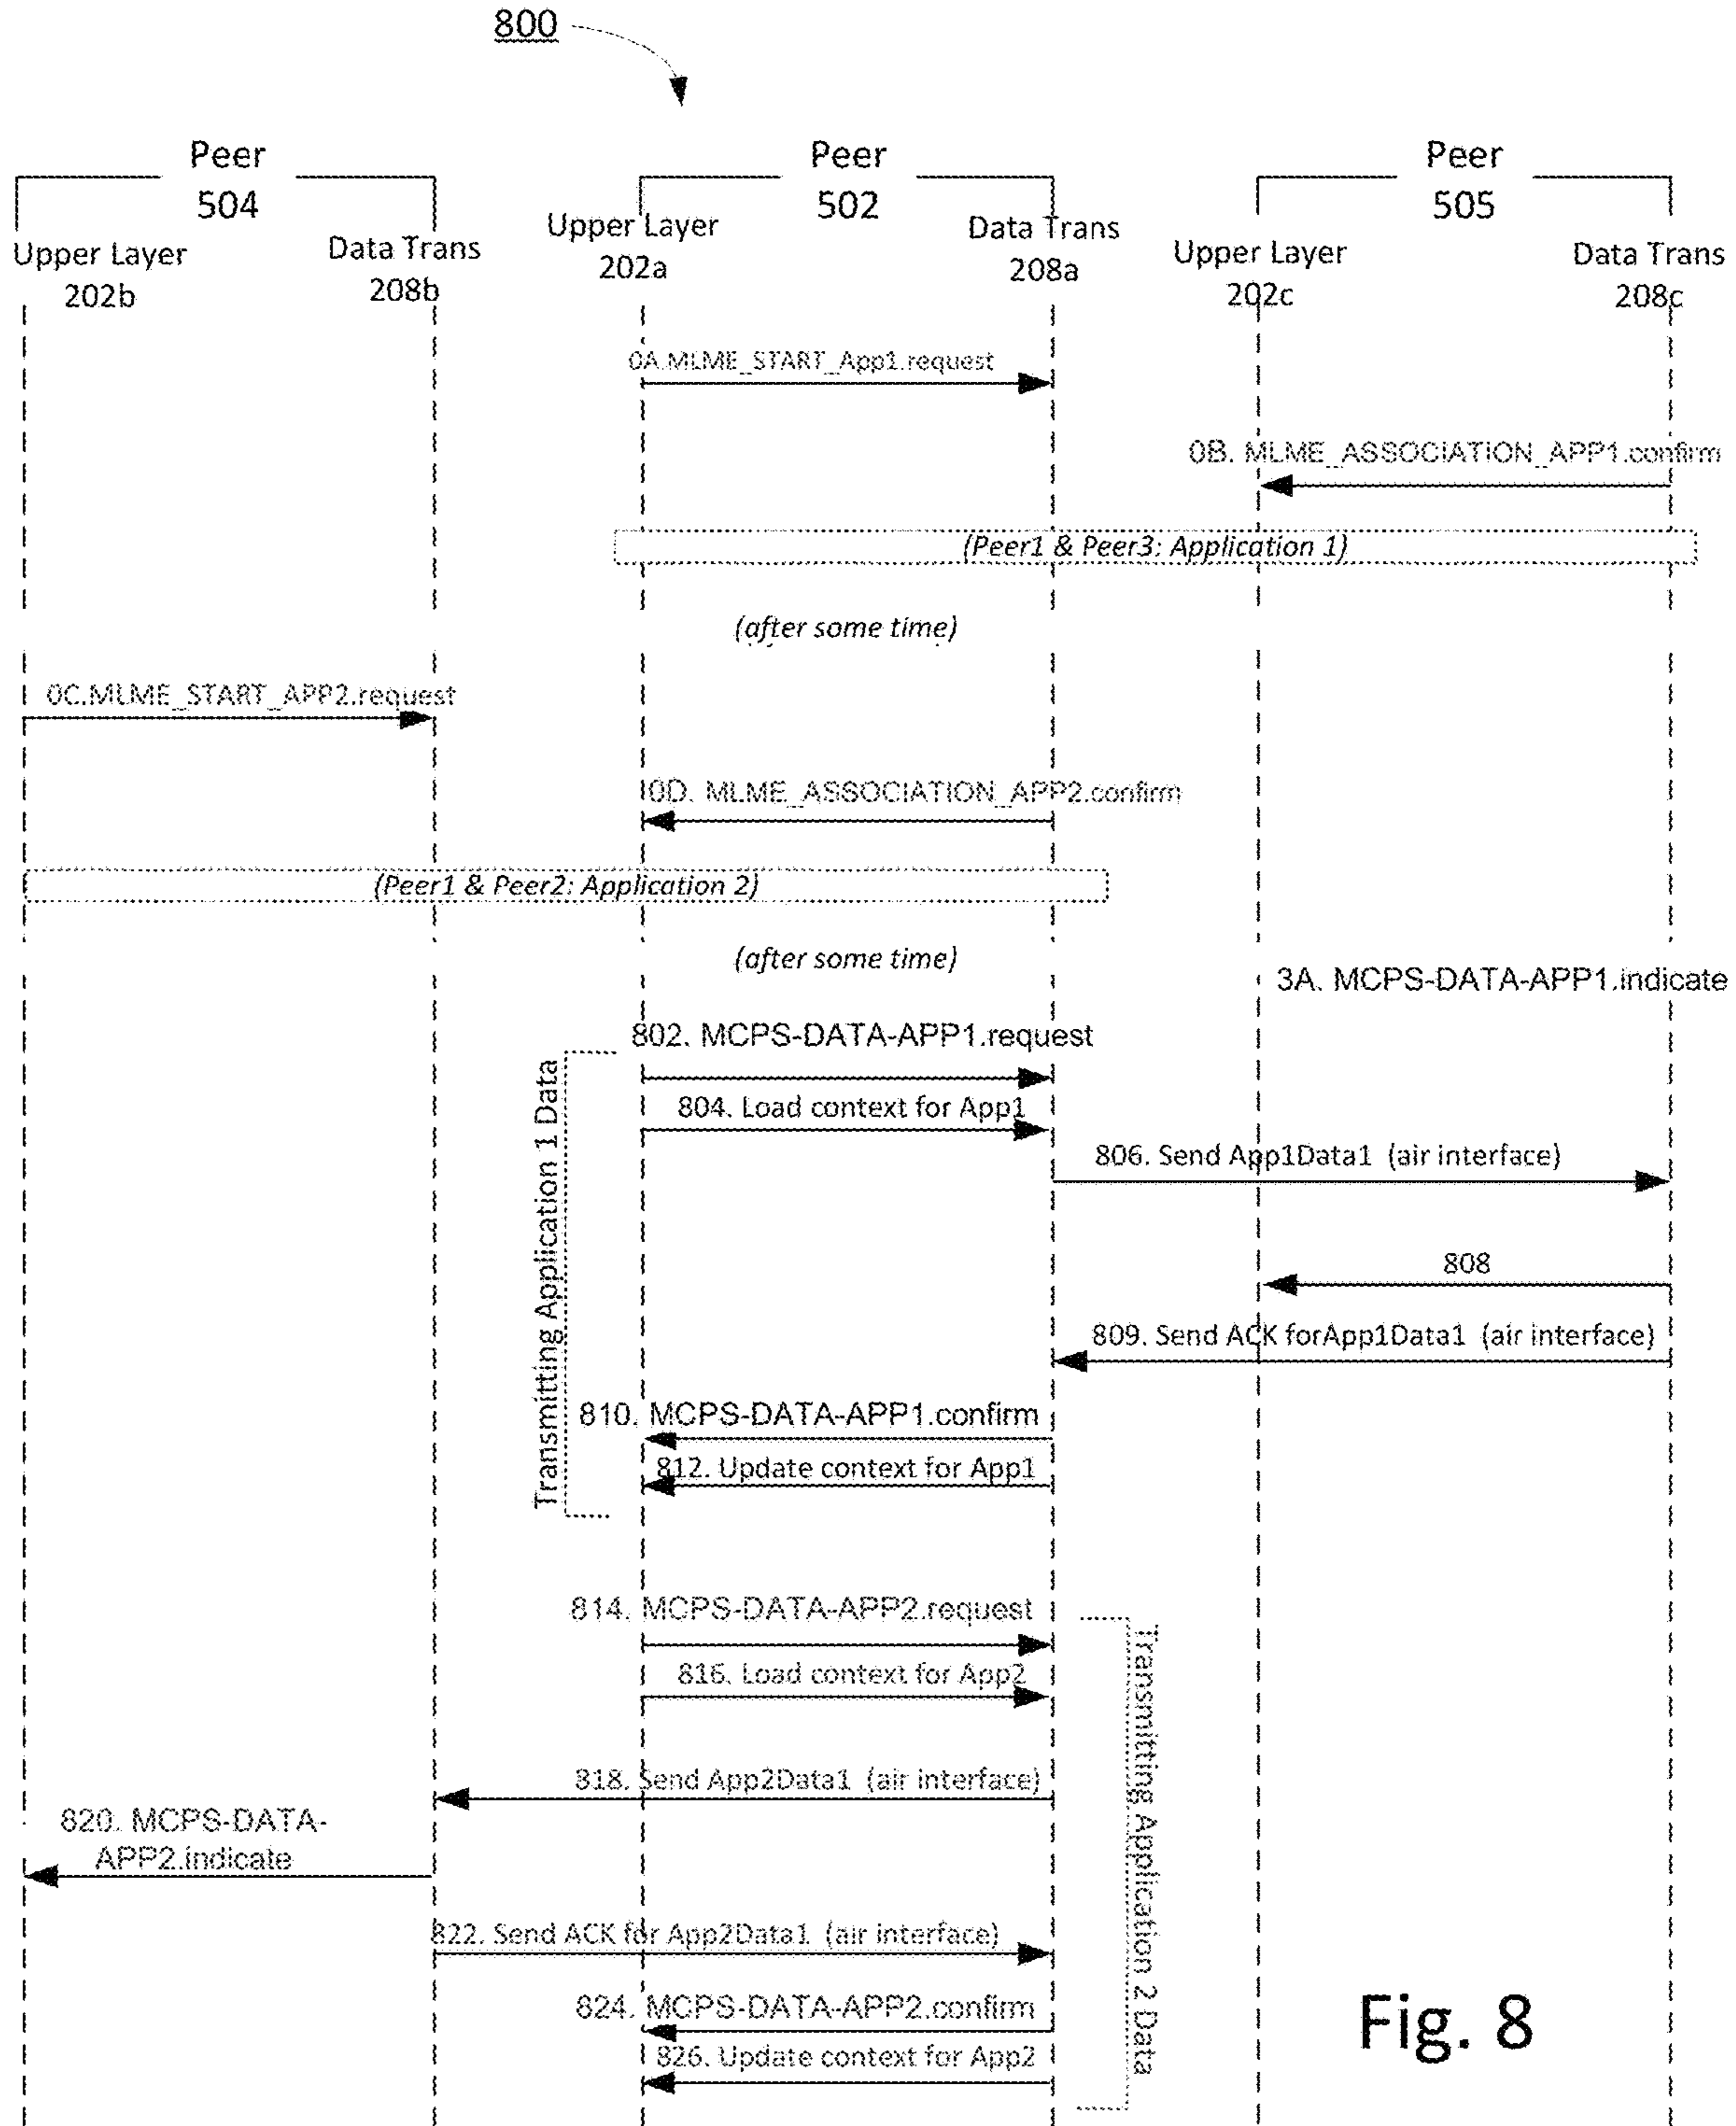 800
Peer
504
Peer
502
Peer
505
Upper Layer
202b
Data Trans
208b
Upper Layer
202a
Data Trans
208a
Upper Layer
202c
Data Trans
208c
0A.MLME_START_App1.request
0B. MLME_ASSOCIATION_APP1.confirm
(Peer1 & Peer3: Application 1)
(after some time)
0C.MLME_START_APP2.request
0D. MLME_ASSOCIATION_APP2.confirm
(Peer1 & Peer2: Application 2)
(after some time)
3A. MCPS-DATA-APP1.indicate
802. MCPS-DATA-APP1.request
Transmitting Application 1 Data
804. Load context for App1
806. Send App1Data1 (air interface)
808
809. Send ACK forApp1Data1 (air interface)
810. MCPS-DATA-APP1.confirm
812. Update context for App1
814. MCPS-DATA-APP2.request
Transmitting Application 2 Data
816. Load context for App2
818. Send App2Data1 (air interface)
820. MCPS-DATA-
APP2.indicate
822. Send ACK for App2Data1 (air interface)
824. MCPS-DATA-APP2.confirm
826. Update context for App2
Fig. 8